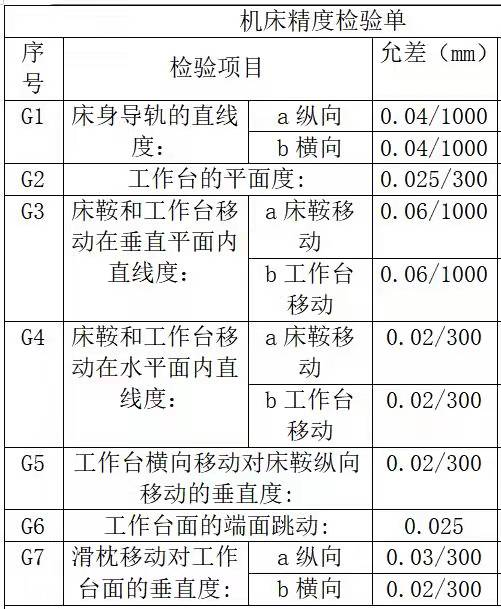 机床精度检验单
序号 检验项目 允差（mm）
G1 床身导轨的直线度： a 纵向 0.04/1000
b 横向 0.04/1000
G2 工作台的平面度: 0.025/300
G3 床鞍和工作台移动在垂直平面内直线度： a 床鞍移动 0.06/1000
b 工作台移动 0.06/1000
G4 床鞍和工作台移动在水平面内直线度： a 床鞍移动 0.02/300
b 工作台移动 0.02/300
G5 工作台横向移动对床鞍纵向移动的垂直度: 0.02/300
G6 工作台面的端面跳动: 0.025
G7 滑枕移动对工作台面的垂直度: a 纵向 0.03/300
b 横向 0.02/300